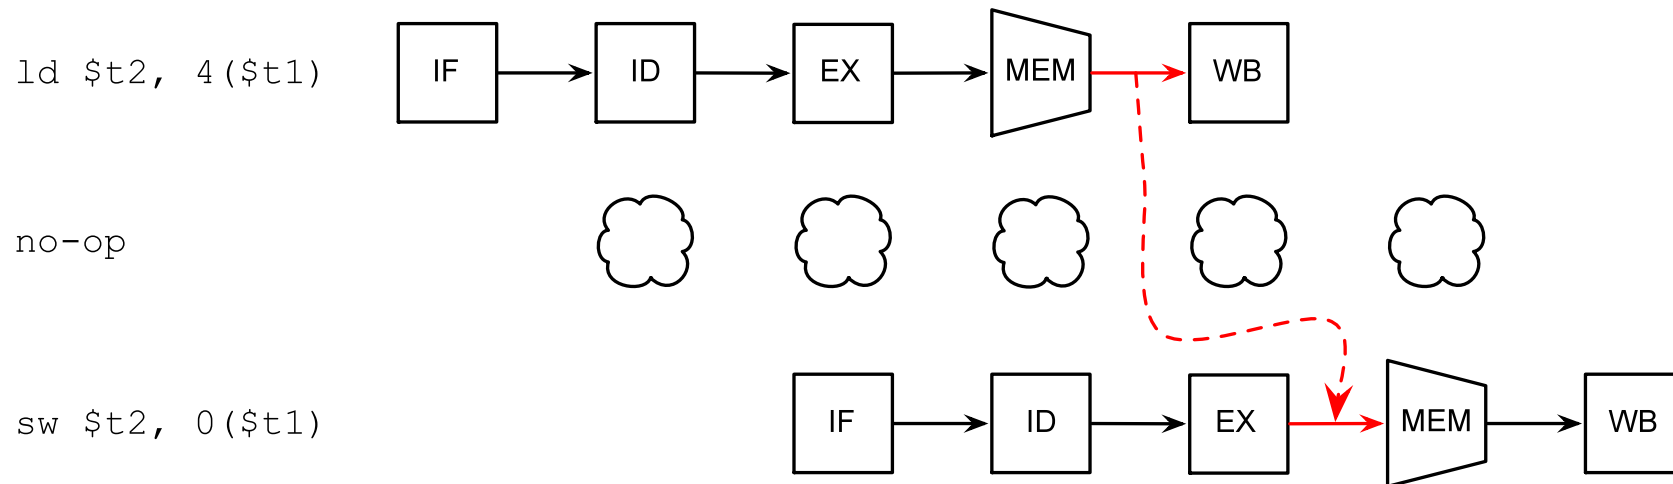 ld $t2, 4($t1) IF ID EX MEM WB
no-op
sw $t2, 0($t1) IF ID EX MEM WB